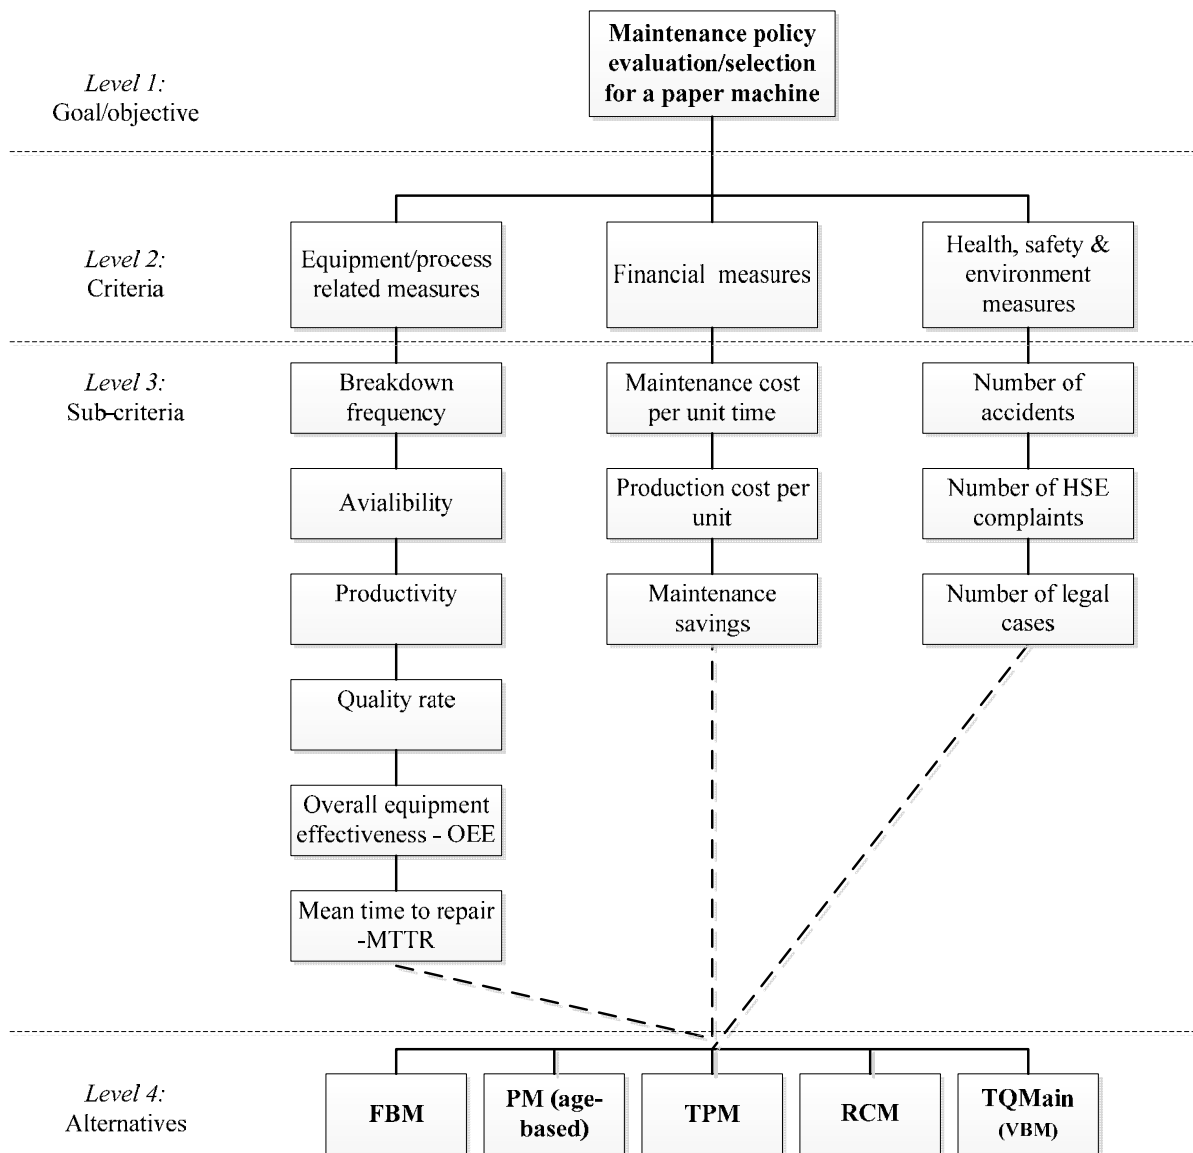 Maintenance policy
evaluation/selection
for a paper machine
Level 1:
Goal/objective
Level 2:
Criteria
Equipment/process
related measures
Financial measures
Health, safety &
environment
measures
Level 3:
Sub-criteria
Breakdown
frequency
Maintenance cost
per unit time
Number of
accidents
Avialibility
Production cost per
unit
Number of HSE
complaints
Productivity
Maintenance
savings
Number of legal
cases
Quality rate
Overall equipment
effectiveness - OEE
Mean time to repair
-MTTR
Level 4:
Alternatives
FBM
PM (age-
based)
TPM
RCM
TQMain
(VBM)